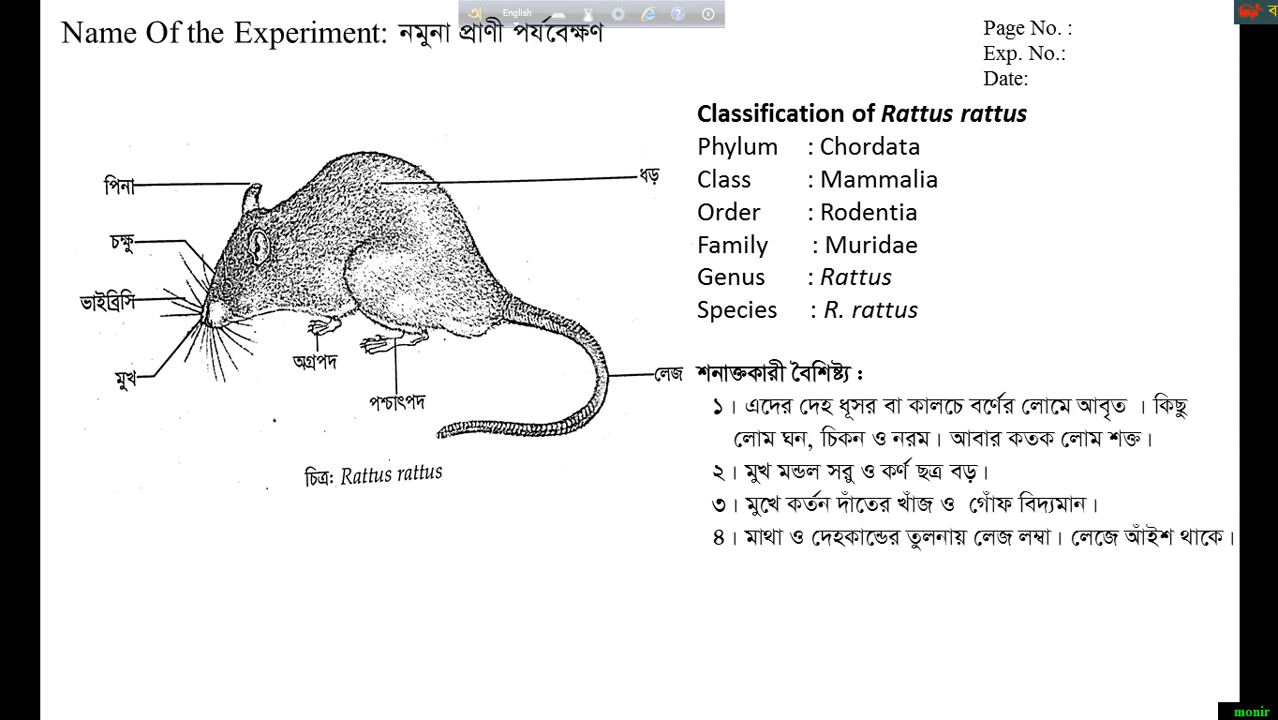 English
Name Of the Experiment: নমুনা প্রাণী পর্যবেক্ষণ
Page No. :
Exp. No.:
Date:
পিনা
চক্ষু
ভাইব্রিসি
মুখ
অগ্রপদ
পশ্চাৎপদ
ধড়
লেজ
চিত্র: Rattus rattus
Classification of Rattus rattus
Phylum : Chordata
Class : Mammalia
Order : Rodentia
Family : Muridae
Genus : Rattus
Species : R. rattus
শনাক্তকারী বৈশিষ্ট্য :
১। এদের দেহ ধূসর বা কালচে বর্ণের লোমে আবৃত । কিছু
লোম ঘন, চিকন ও নরম। আবার কতক লোম শক্ত।
২। মুখ মন্ডল সরু ও কর্ণ ছত্র বড়।
৩। মুখে কর্তন দাঁতের খাঁজ ও গোঁফ বিদ্যমান।
৪। মাথা ও দেহকান্ডের তুলনায় লেজ লম্বা। লেজে আঁইশ থাকে।
monir